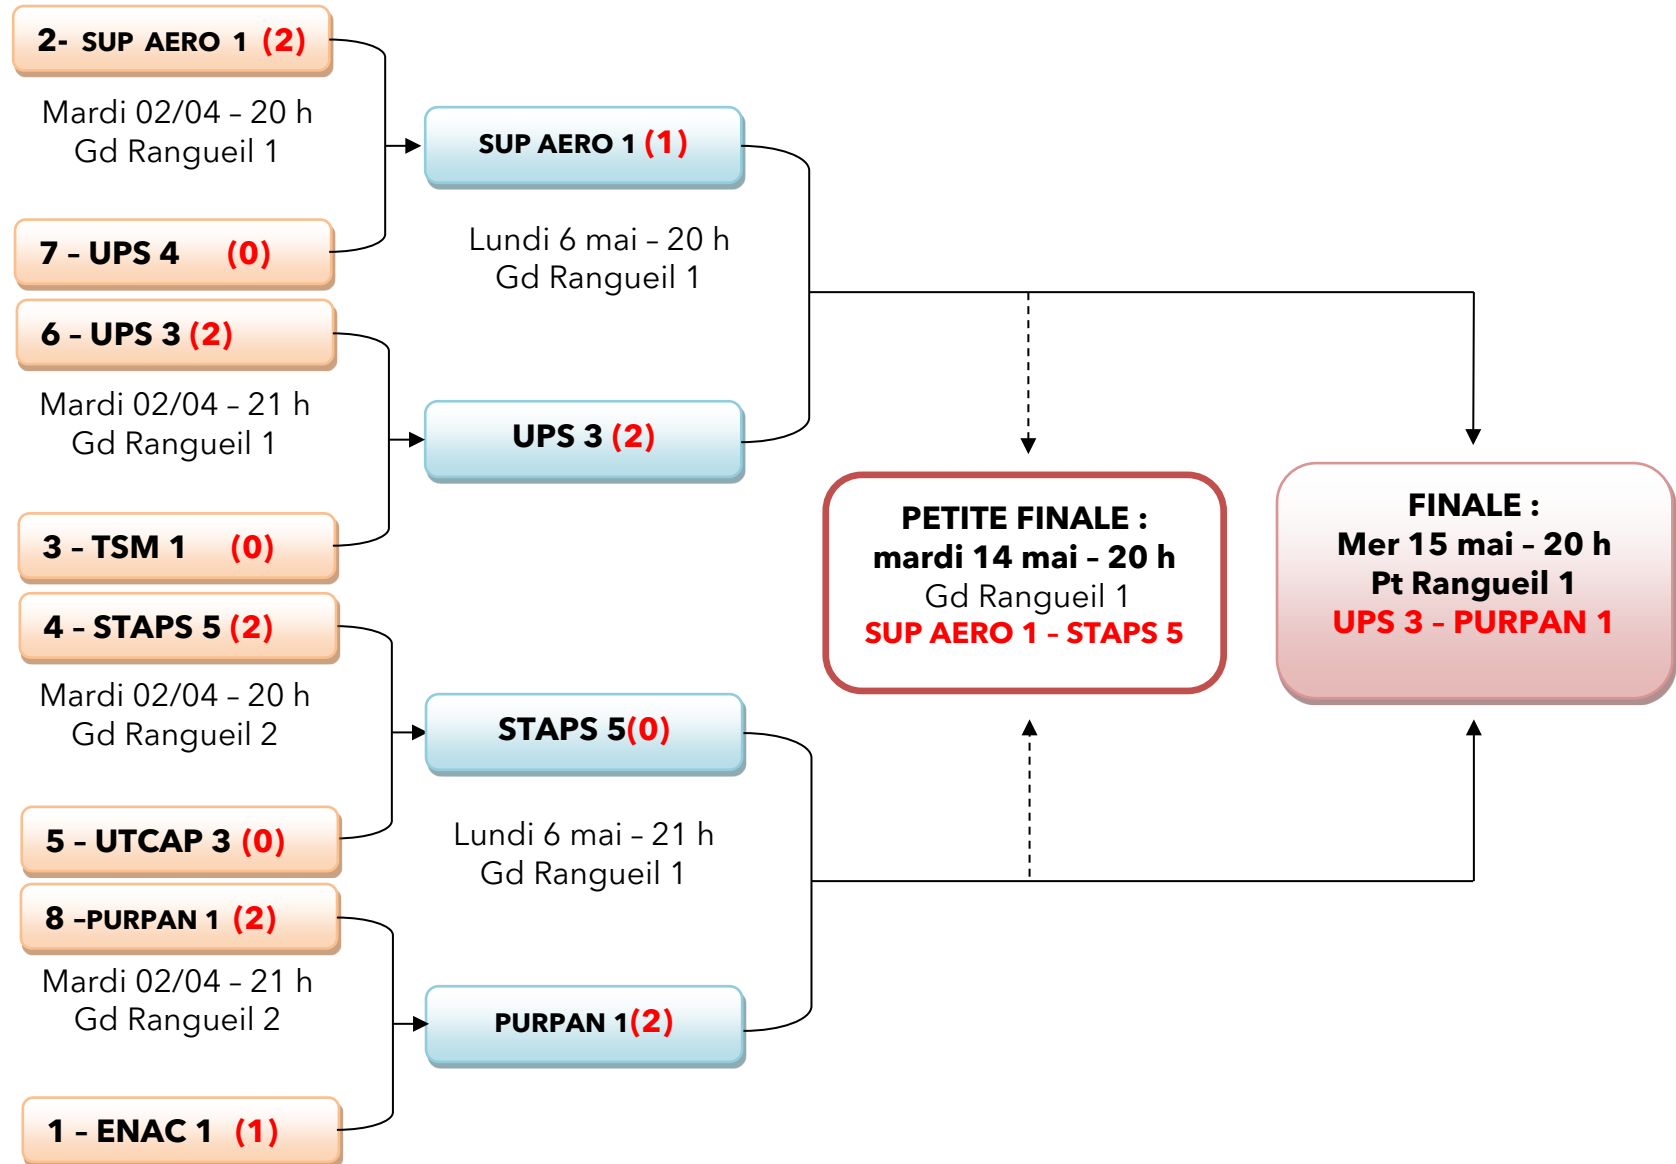 2- SUP AERO 1 (2)
Mardi 02/04 – 20 h
Gd Rangueil 1
7 – UPS 4 (0)
6 – UPS 3 (2)
Mardi 02/04 – 21 h
Gd Rangueil 1
3 – TSM 1 (0)
4 – STAPS 5 (2)
Mardi 02/04 – 20 h
Gd Rangueil 2
5 – UTCAP 3 (0)
8 –PURPAN 1 (2)
Mardi 02/04 – 21 h
Gd Rangueil 2
1 – ENAC 1 (1)
SUP AERO 1 (1)
Lundi 6 mai – 20 h
Gd Rangueil 1
UPS 3 (2)
STAPS 5(0)
Lundi 6 mai – 21 h
Gd Rangueil 1
PURPAN 1(2)
PETITE FINALE :
mardi 14 mai – 20 h
Gd Rangueil 1
SUP AERO 1 – STAPS 5
FINALE :
Mer 15 mai – 20 h
Pt Rangueil 1
UPS 3 – PURPAN 1